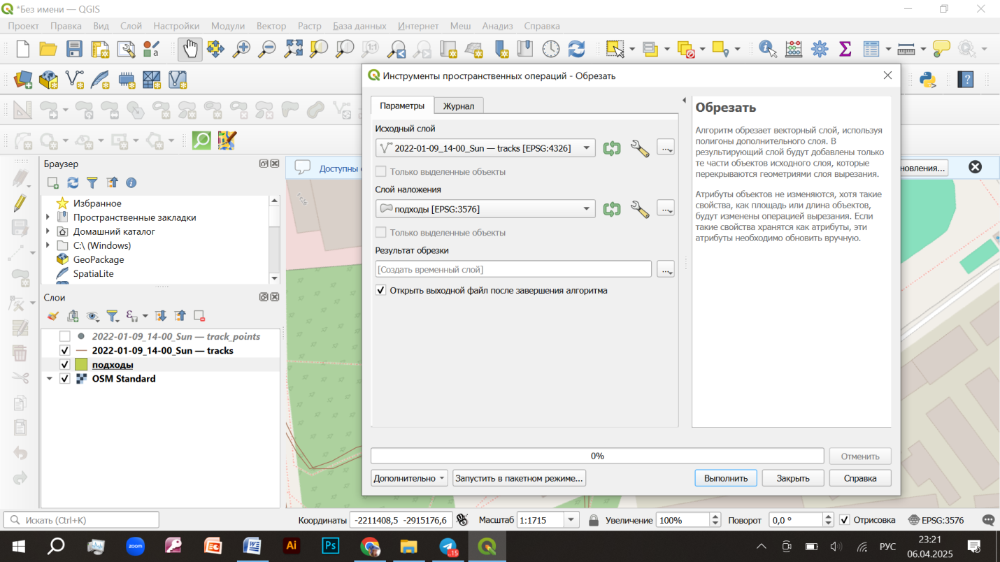 *Без имени — QGIS
Проект Правка Вид Слой Настройки Модули Вектор Растр База данных Интернет Меш Анализ Справка
Инструменты пространственных операций - Обрезать
Параметры
Журнал
Исходный слой
2022-01-09_14-00_Sun — tracks [EPSG:4326]
Только выделенные объекты
Слой наложения
подходы [EPSG:3576]
Только выделенные объекты
Результат обрезки
[Создать временный слой]
Открыть выходной файл после завершения алгоритма
Обрезать
Алгоритм обрезает векторный слой, используя
полигоны дополнительного слоя. В
результирующий слой будут добавлены только
те части объектов исходного слоя, которые
перекрываются геометриями слоя вырезания.
Атрибуты объектов не изменяются, хотя такие
свойства, как площадь или длина объектов,
будут изменены операцией вырезания. Если
такие свойства хранятся как атрибуты, эти
атрибуты необходимо обновить вручную.
0%
Отменить
Дополнительно
Запустить в пакетном режиме...
Выполнить
Закрыть
Справка
Браузер
Доступны
новления...
Избранное
Пространственные закладки
Домашний каталог
C:\ (Windows)
GeoPackage
SpatiaLite
Слои
2022-01-09_14-00_Sun — track_points
2022-01-09_14-00_Sun — tracks
подходы
OSM Standard
Искать (Ctrl+K)
Координаты -2211408,5 -2915176,6
Масштаб 1:1715
Увеличение 100%
Поворот 0,0 °
Отрисовка
EPSG:3576
zoom
Ai
Ps
15
РУС
23:21
06.04.2025